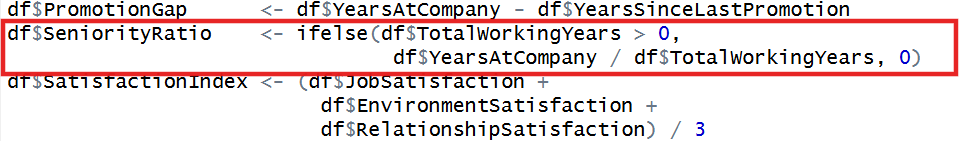 df$PromotionGap      <- df$YearsAtCompany - df$YearsSinceLastPromotion
df$SeniorityRatio    <- ifelse(df$TotalWorkingYears > 0,
                               df$YearsAtCompany / df$TotalWorkingYears, 0)
df$SatisfactionIndex <- (df$JobSatisfaction +
                         df$EnvironmentSatisfaction +
                         df$RelationshipSatisfaction) / 3